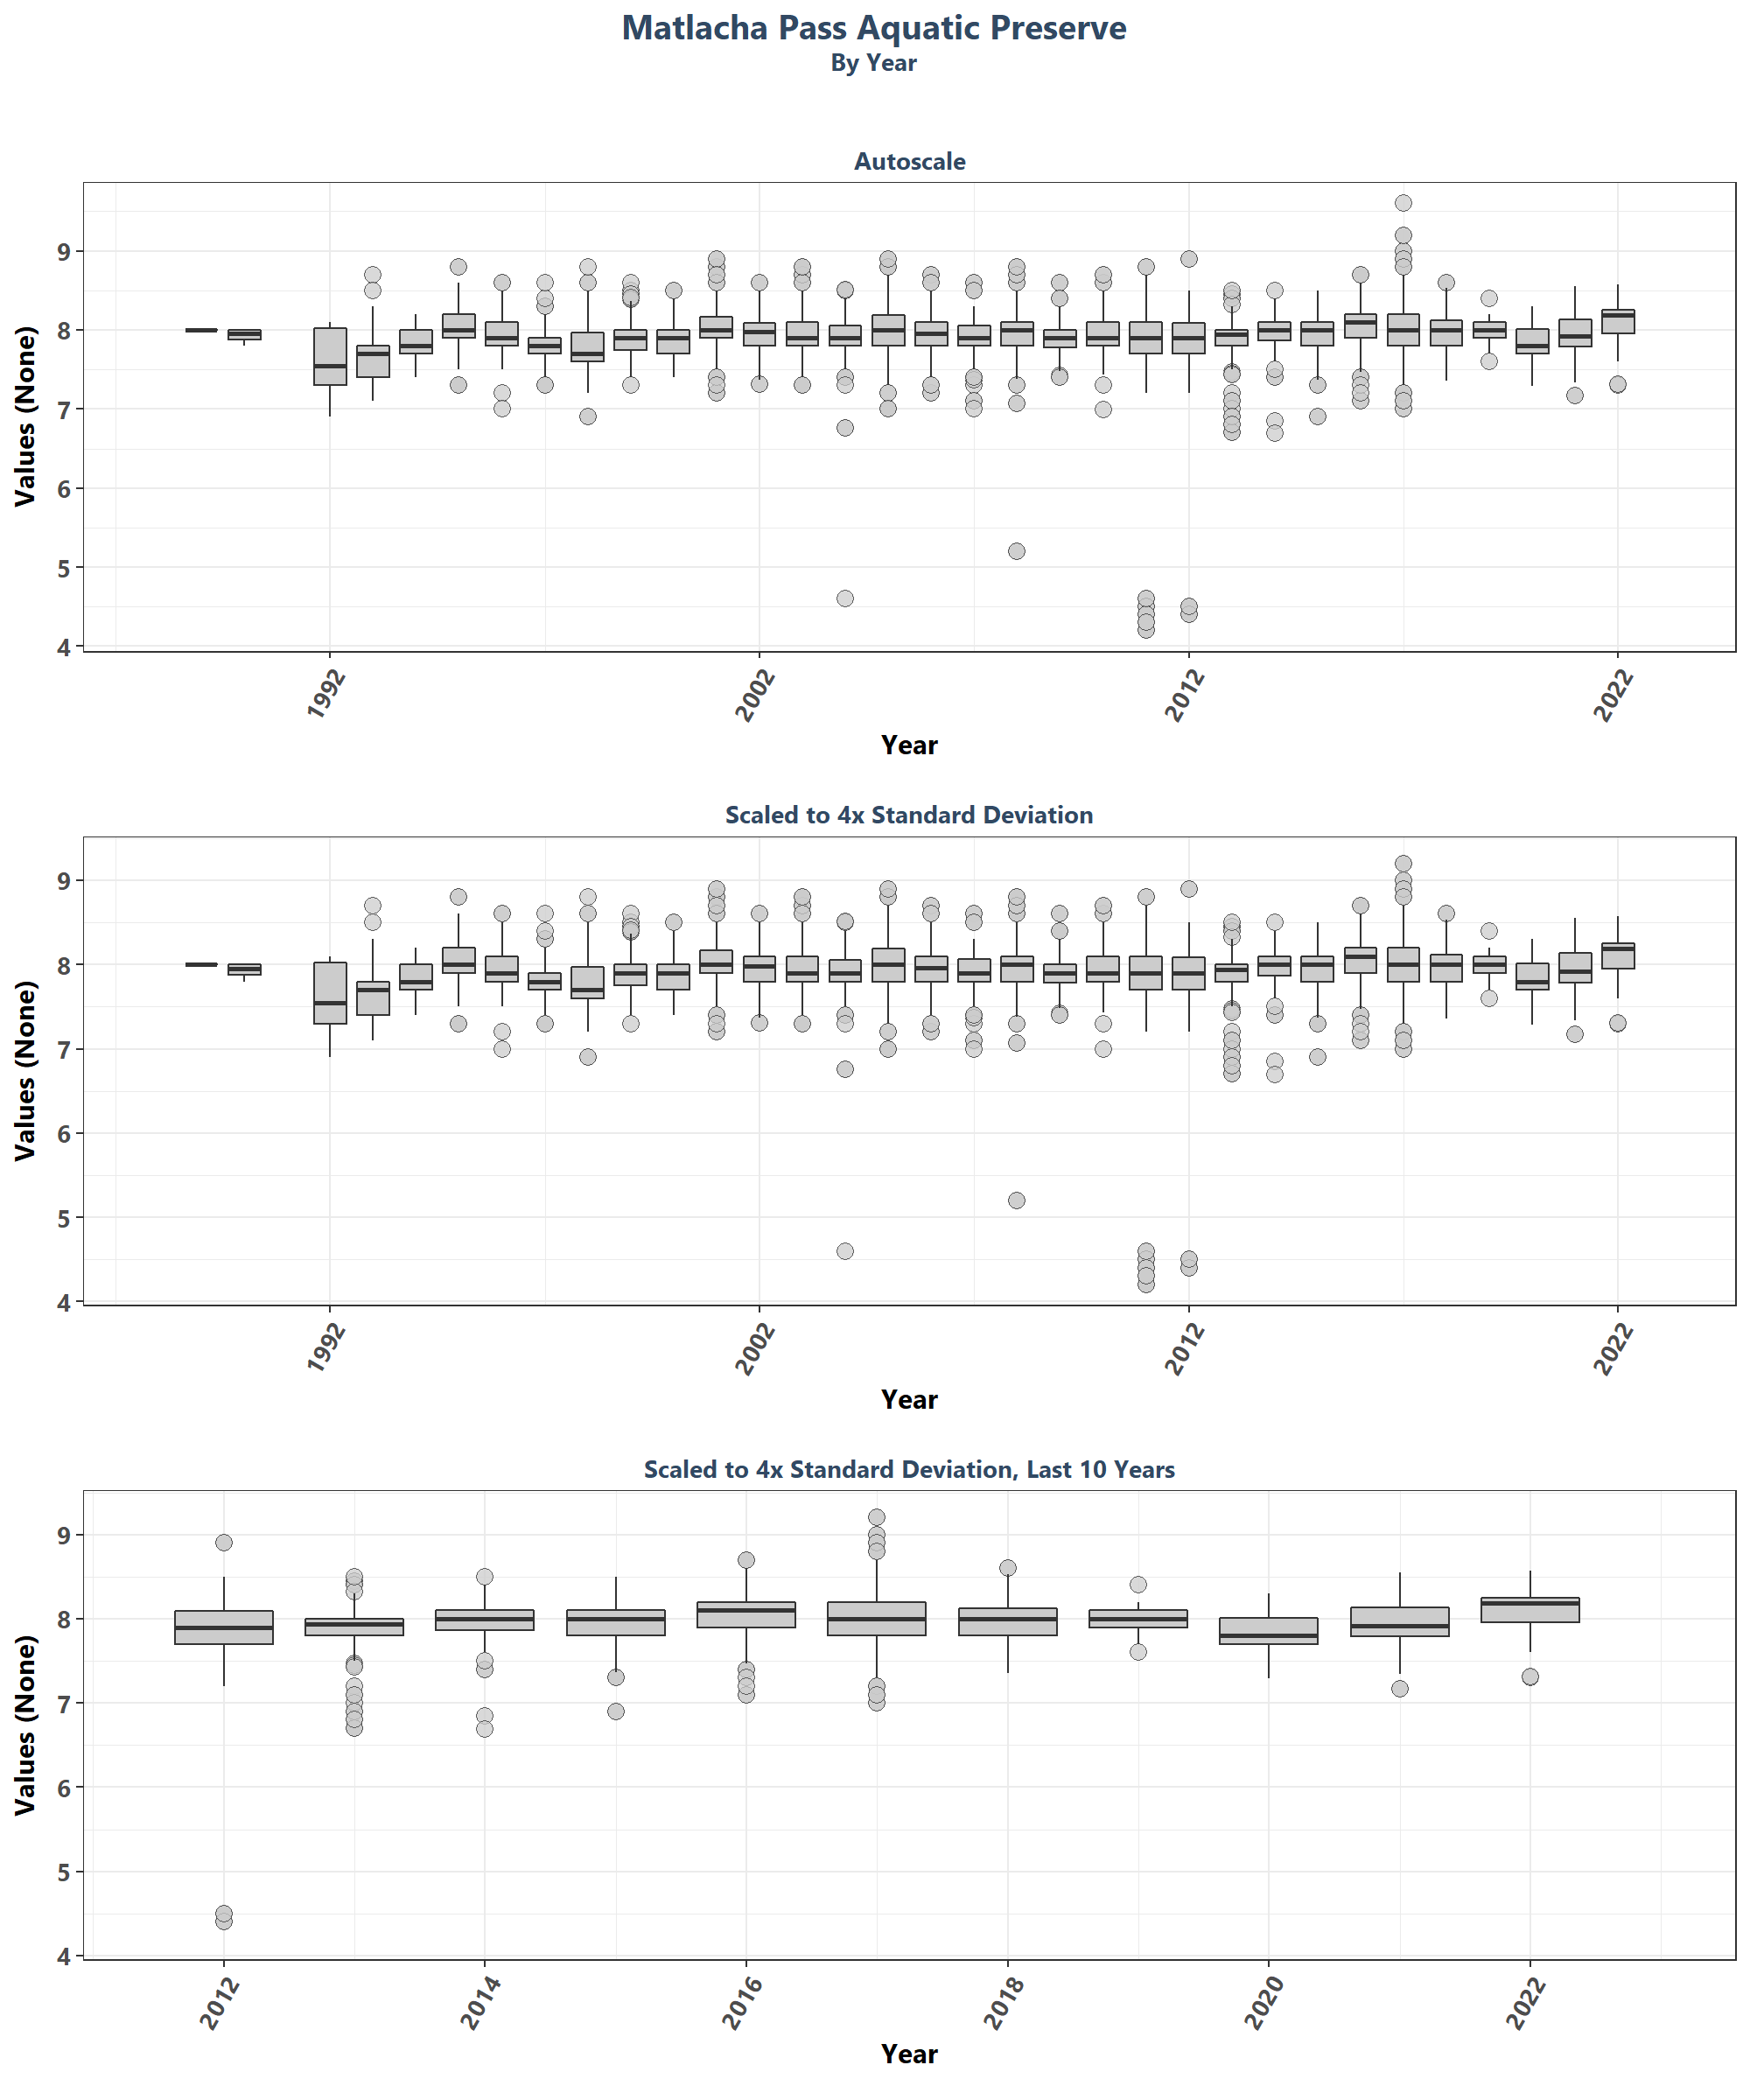 Matlacha Pass Aquatic Preserve
By Year
Autoscale
Values (None)
9
8
7
6
5
4
1992
2002
2012
2022
Year
Scaled to 4x Standard Deviation
Values (None)
9
8
7
6
5
4
1992
2002
2012
2022
Year
Scaled to 4x Standard Deviation, Last 10 Years
Values (None)
9
8
7
6
5
4
2012
2014
2016
2018
2020
2022
Year